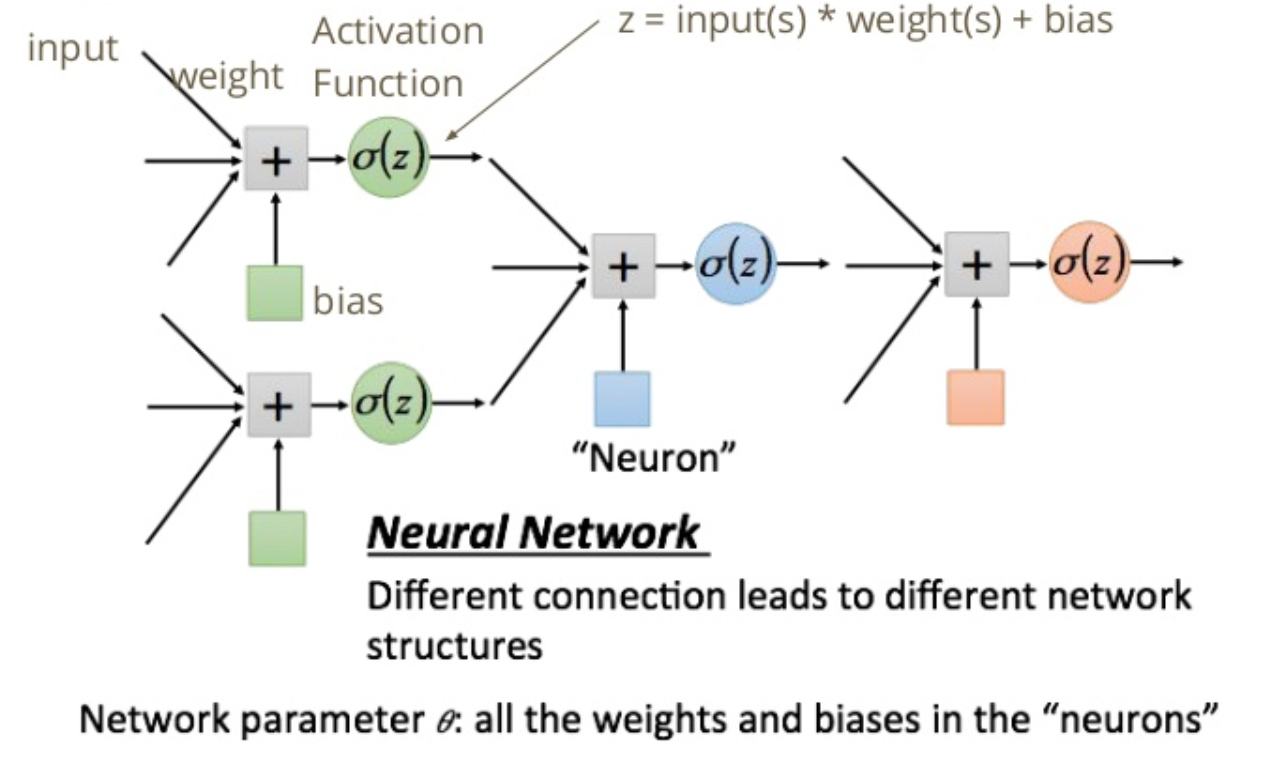 input
weight
Activation
Function
z = input(s) * weight(s) + bias
+
σ(z)
bias
+
σ(z)
+
σ(z)
+
σ(z)
“Neuron”
Neural Network
Different connection leads to different network
structures
Network parameter θ: all the weights and biases in the “neurons”